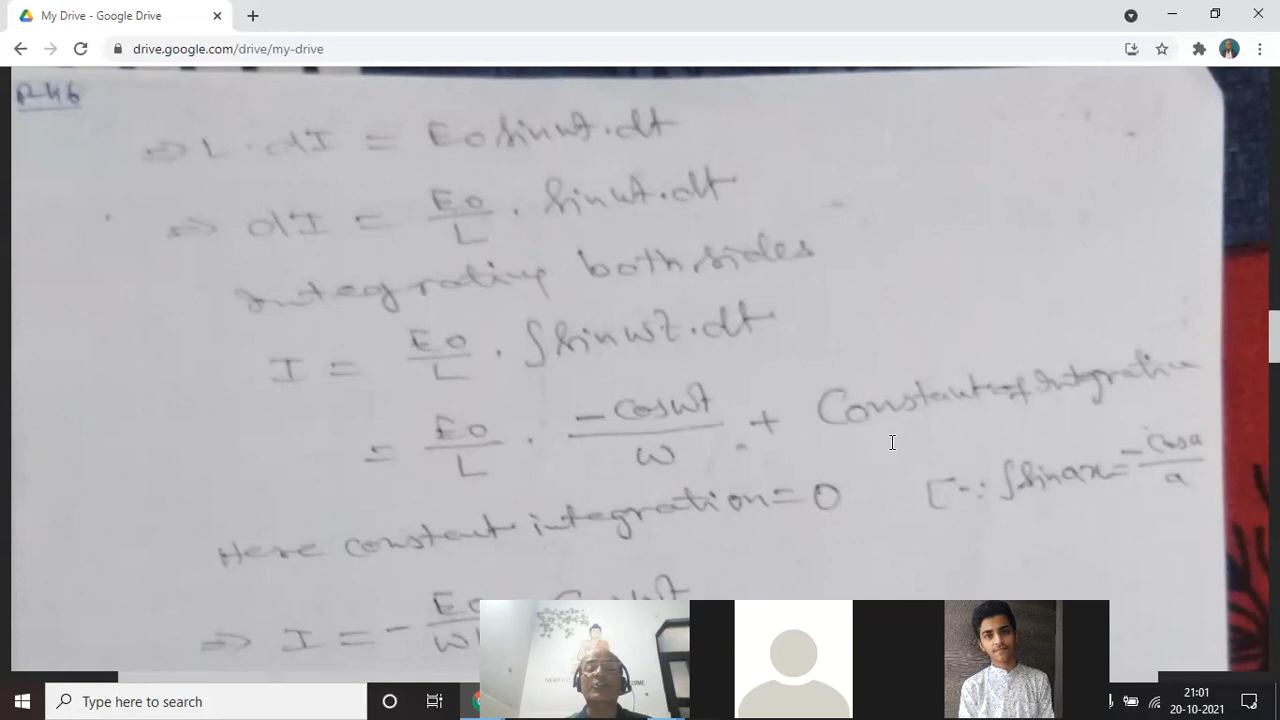 My Drive - Google Drive
drive.google.com/drive/my-drive
P-46
⇒ L · dI = E0 sinωt · dt
⇒ dI = E0/L · sinωt · dt
Integrating both sides
I = E0/L · ∫sinωt · dt
= E0/L · -cosωt/ω + Constant of integration
[∵ ∫sinax = -cosa/a
Here constant integration = 0
⇒ I = - E0
Type here to search
21:01
20-10-2021